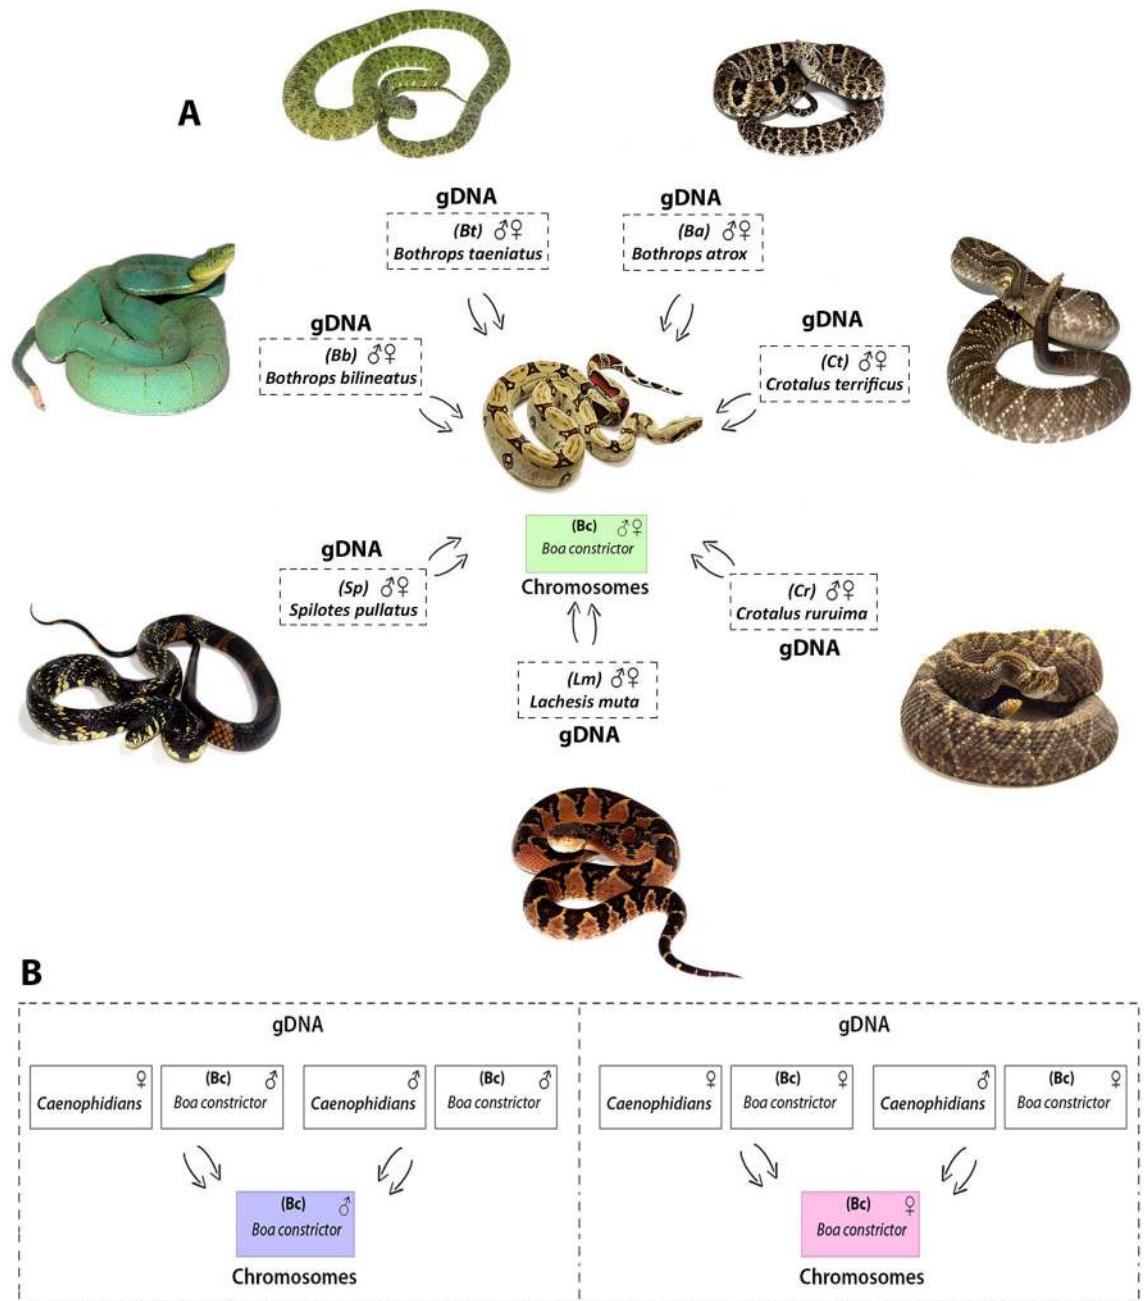 A
gDNA
(Bt) ♂♀
Bothrops taeniatus
gDNA
(Ba) ♂♀
Bothrops atrox
gDNA
(Bb) ♂♀
Bothrops bilineatus
gDNA
(Ct) ♂♀
Crotalus terrificus
(Bc) ♂♀
Boa constrictor
Chromosomes
gDNA
(Sp) ♂♀
Spilotes pullatus
(Cr) ♂♀
Crotalus ruruima
gDNA
(Lm) ♂♀
Lachesis muta
gDNA
B
gDNA
♀
Caenophidians
(Bc) ♂
Boa constrictor
♂
Caenophidians
(Bc) ♂
Boa constrictor
(Bc) ♂
Boa constrictor
Chromosomes
gDNA
♀
Caenophidians
(Bc) ♀
Boa constrictor
♂
Caenophidians
(Bc) ♀
Boa constrictor
(Bc) ♀
Boa constrictor
Chromosomes